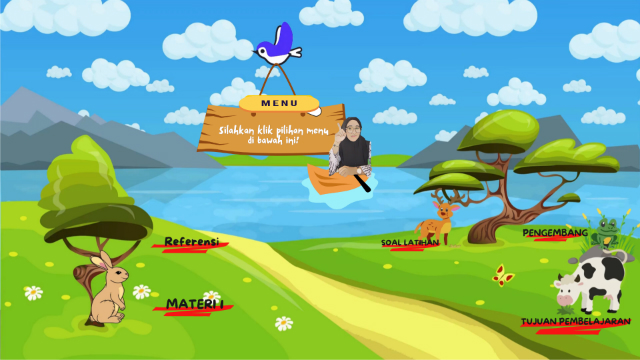 MENU
Silahkan klik pilihan menu
di bawah ini!
Referensi
SOAL LATIHAN
PENGEMBANG
MATERI I
TUJUAN PEMBELAJARAN